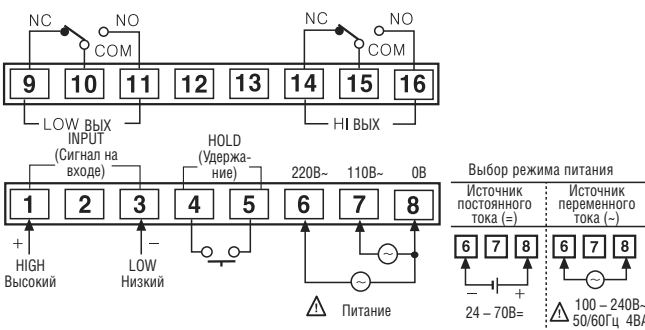 NC NO NC NO
COM COM
9 10 11 12 13 14 15 16
LOW ВЫХ HI ВЫХ
INPUT
(Сигнал на
входе)
HOLD
(Удержа-
ние)
220В~ 110В~ 0В
1 2 3 4 5 6 7 8
+ −
HIGH
Высокий
LOW
Низкий
Питание
Выбор режима питания
Источник
постоянного
тока (=)
6 7 8
− +
24 – 70В=
Источник
переменного
тока (~)
6 7 8
100 – 240В~
50/60Гц 4ВА